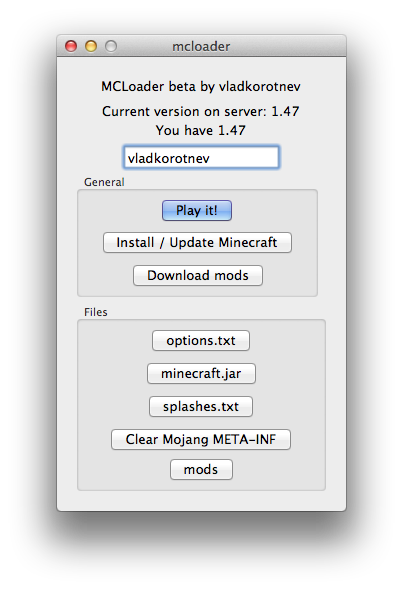 mcloader
MCLoader beta by vladkorotnev
Current version on server: 1.47
You have 1.47
vladkorotnev
General
Play it!
Install / Update Minecraft
Download mods
Files
options.txt
minecraft.jar
splashes.txt
Clear Mojang META-INF
mods